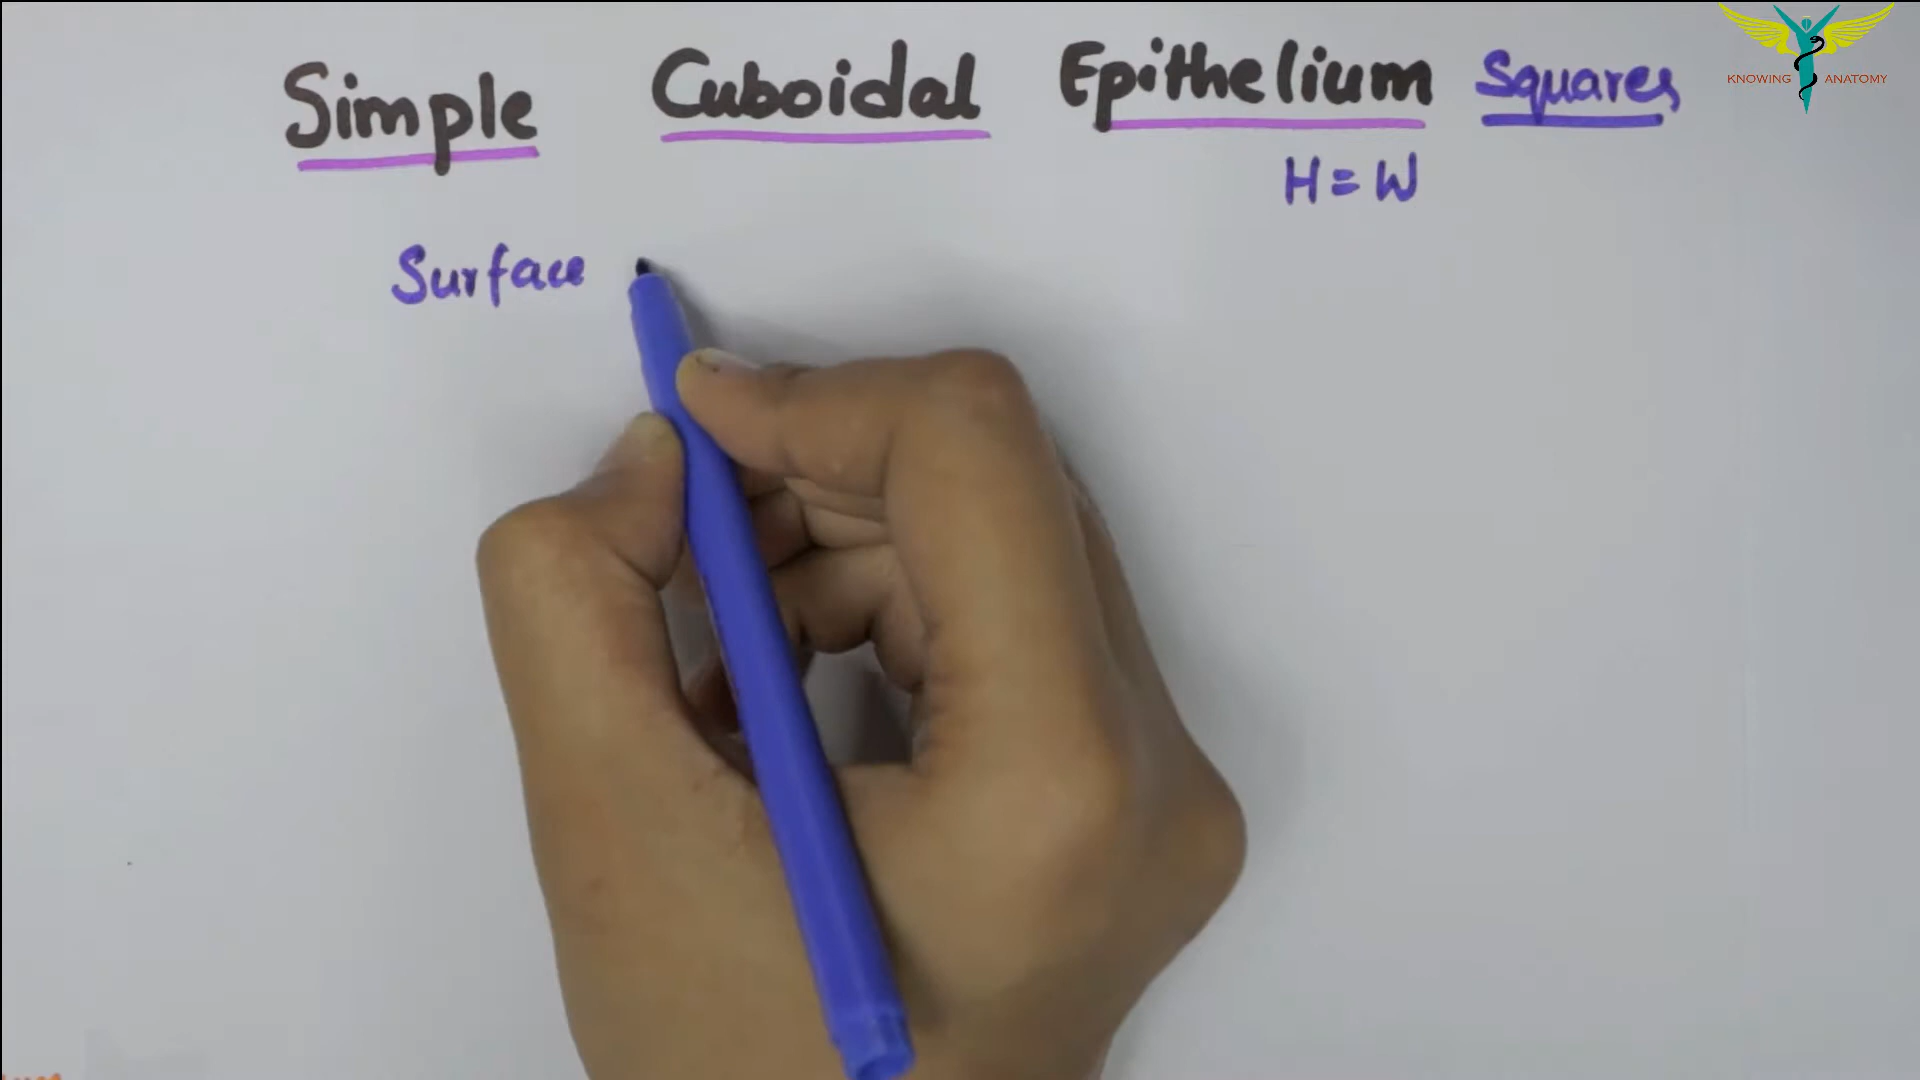 Simple Cuboidal Epithelium Squares
H = W
Surface
KNOWING ANATOMY